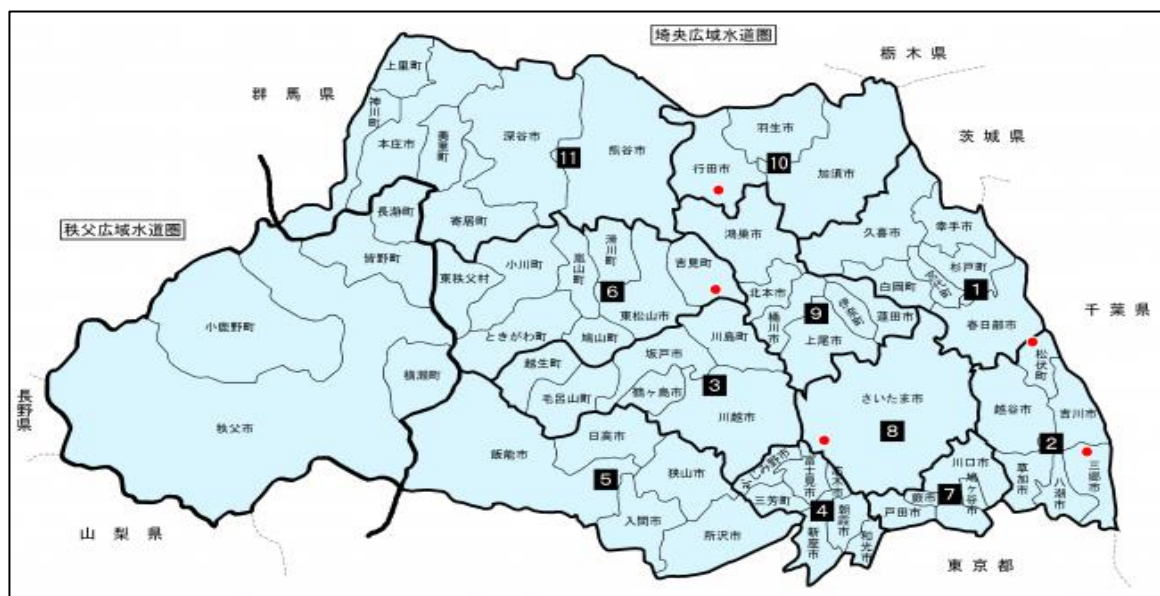 埼央広域水道圏
栃木県
群馬県
茨城県
上里町
神川町
本庄市
美里町
深谷市
11
熊谷市
羽生市
行田市
10
加須市
長瀞町
寄居町
秩父広域水道圏
皆野町
鴻巣市
久喜市
幸手市
杉戸町
白岡町
1
春日部市
千葉県
東秩父村
小川町
嵐山町
滑川町
吉見町
6
東松山市
ときがわ町
鳩山町
北本市
桶川市
9
蓮田市
上尾市
小鹿野町
横瀬町
秩父市
長野県
越生町
毛呂山町
坂戸市
鶴ヶ島市
3
川島町
川越市
さいたま市
8
松伏町
越谷市
吉川市
2
三郷市
草加市
八潮市
飯能市
日高市
5
狭山市
入間市
所沢市
ふじみ野市
富士見市
志木市
三芳町
4
朝霞市
新座市
和光市
川口市
鳩ヶ谷市
蕨市
7
戸田市
山梨県
東京都